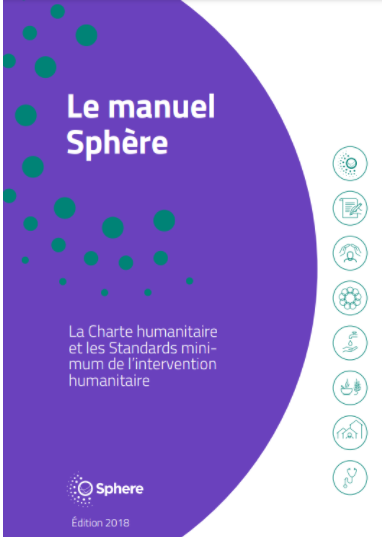 Le manuel
Sphère
La Charte humanitaire
et les Standards mini-
mum de l'intervention
humanitaire
Sphere
Édition 2018